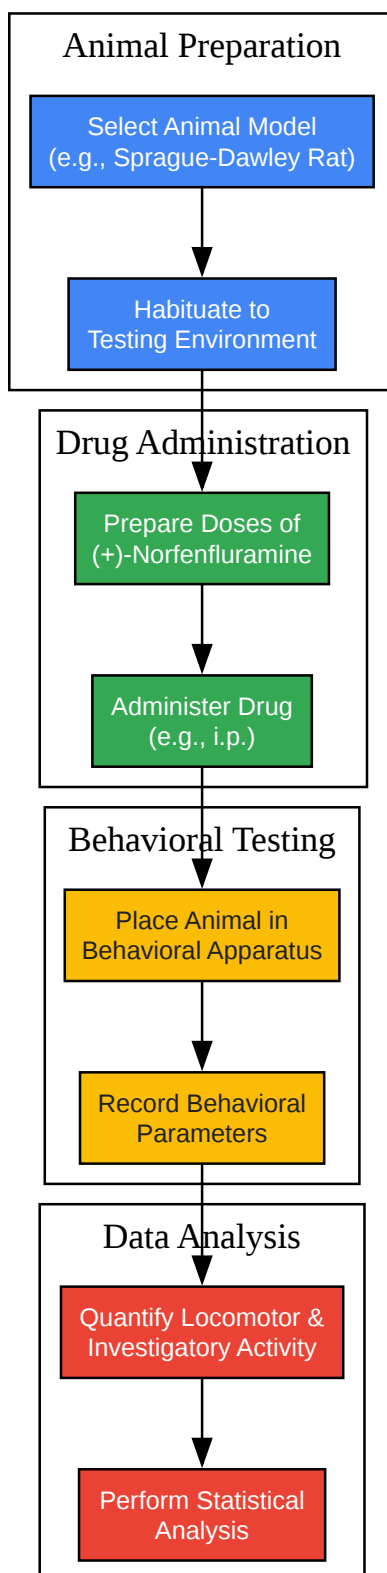 Animal Preparation
Select Animal Model
(e.g., Sprague-Dawley Rat)
Habituate to
Testing Environment
Drug Administration
Prepare Doses of
(+)-Norfenfluramine
Administer Drug
(e.g., i.p.)
Behavioral Testing
Place Animal in
Behavioral Apparatus
Record Behavioral
Parameters
Data Analysis
Quantify Locomotor &
Investigatory Activity
Perform Statistical
Analysis